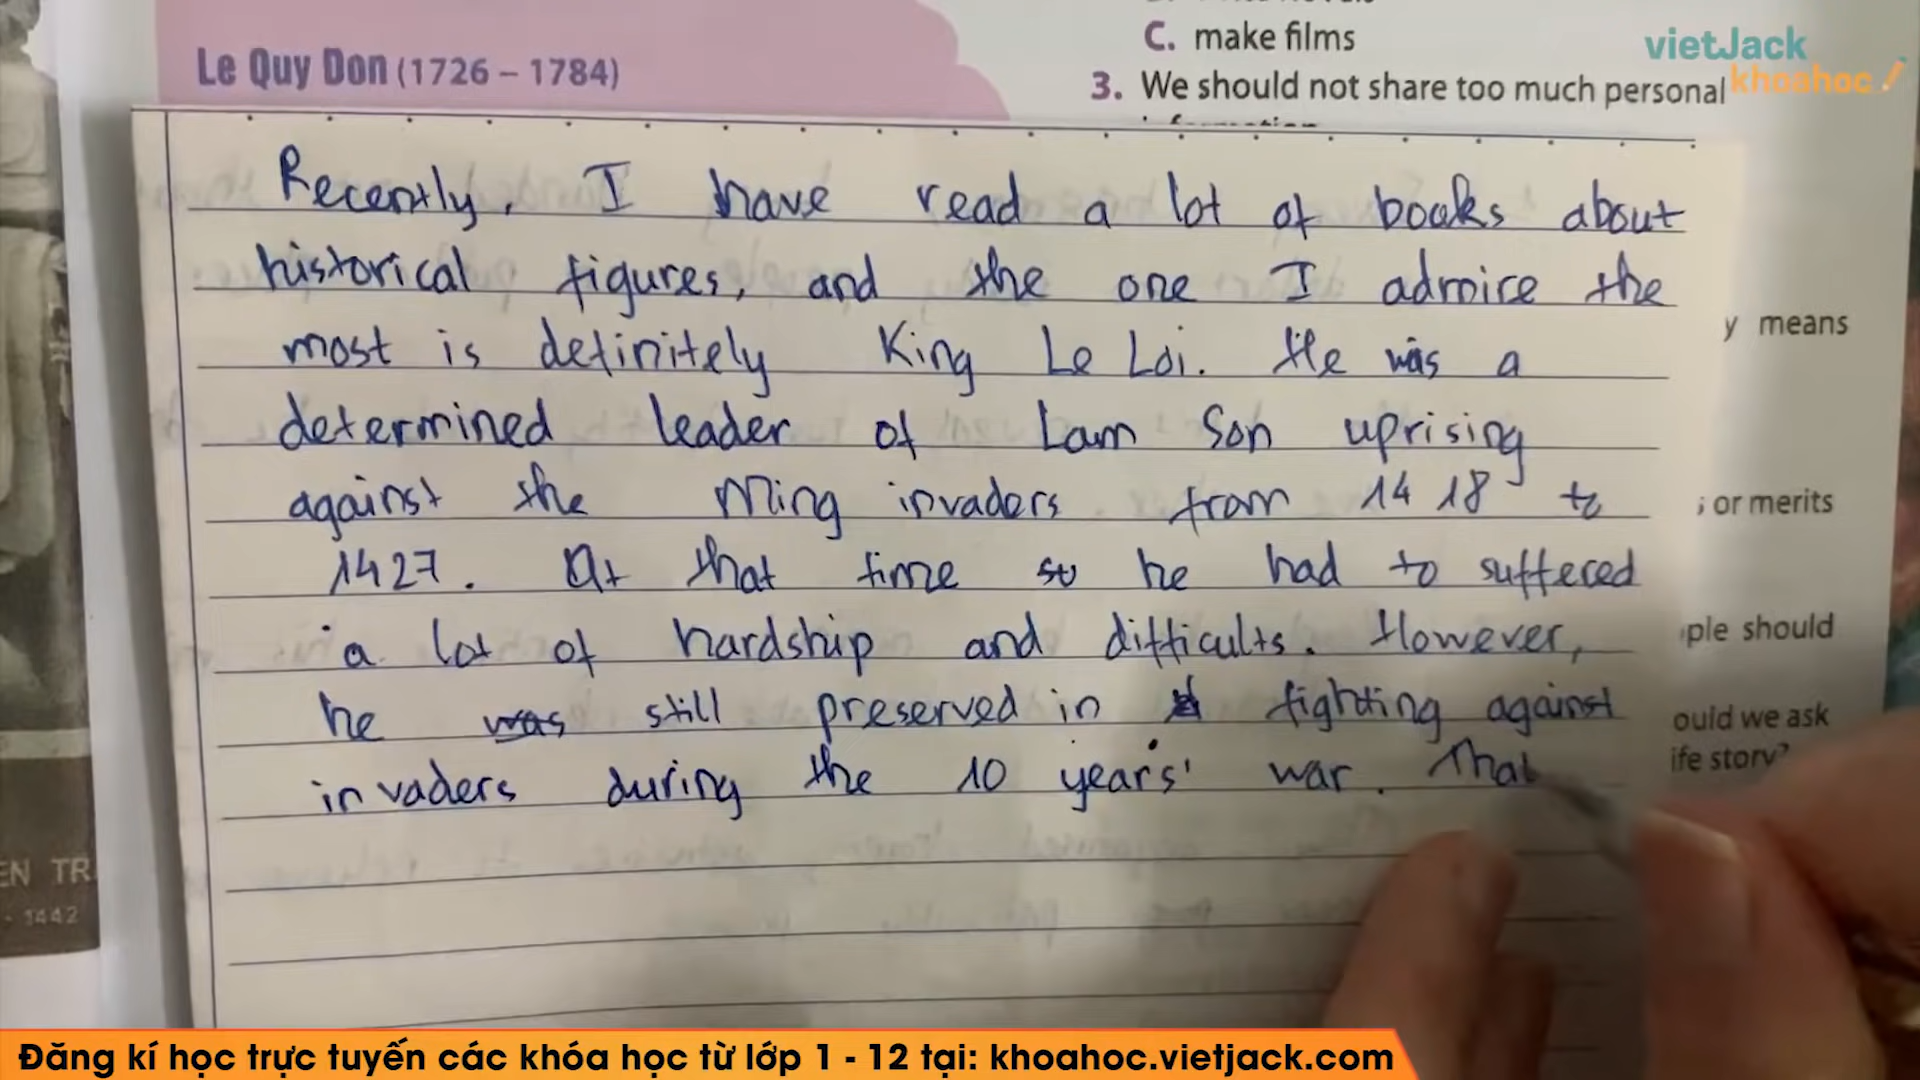 C. make films
vietJack
khoahoc
Le Quy Don (1726 – 1784)
3. We should not share too much personal
Recently, I have read a lot of books about
historical figures, and the one I admire the
most is definitely King Le Loi. He was a
determined leader of Lam Son uprising
against the Ming invaders from 1418 to
1427. At that time he had to suffered
a lot of hardship and difficults. However,
he was still preserved in fighting against
invaders during the 10 years' war. That
y means
or merits
ple should
ould we ask
ife story?
EN TR
- 1442
Đăng kí học trực tuyến các khóa học từ lớp 1 - 12 tại: khoahoc.vietjack.com